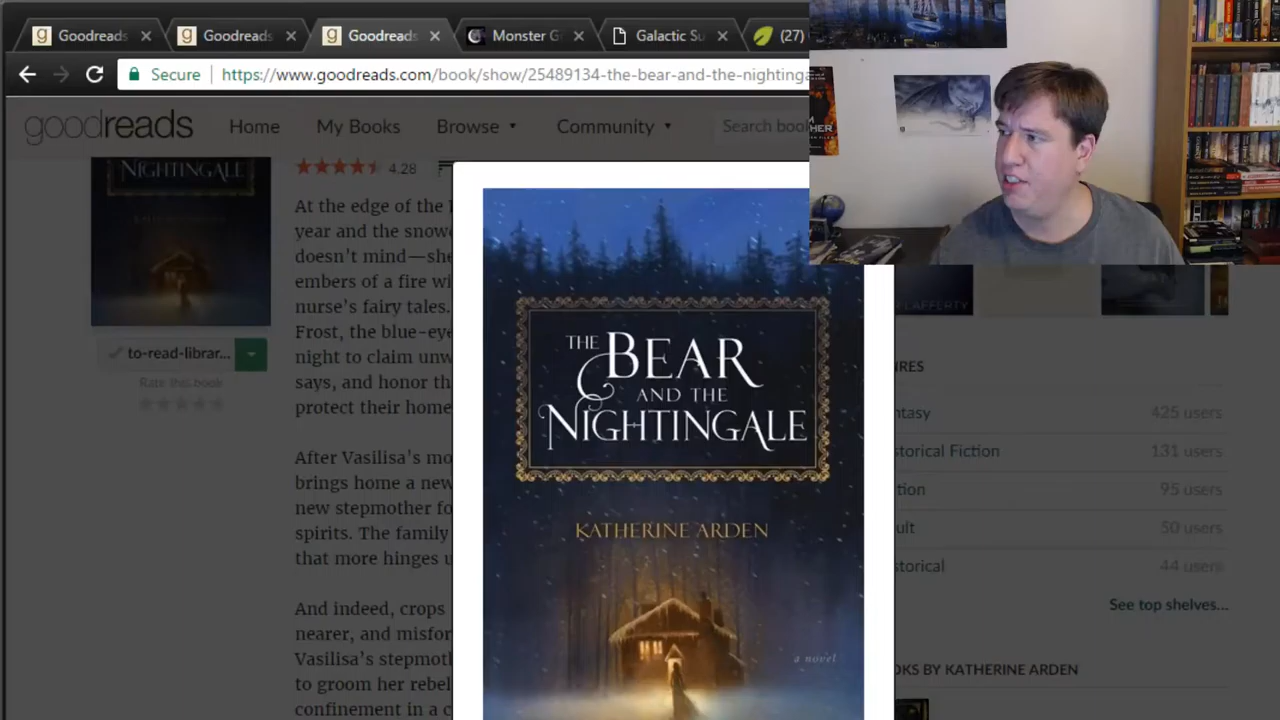 Goodreads
Goodreads
Goodreads
Monster G
Galactic Su
(27)
Secure
https://www.goodreads.com/book/show/25489134-the-bear-and-the-nightinga
goodreads
Home
My Books
Browse
Community
Search boo
NIGHTINGALE
4.28
At the edge of the
year and the snow
doesn't mind—she
embers of a fire wi
nurse's fairy tales.
Frost, the blue-eye
night to claim unw
says, and honor th
protect their home
to-read-librar...
Rate this book
After Vasilisa's mo
brings home a new
new stepmother fo
spirits. The family
that more hinges u
And indeed, crops
nearer, and misfor
Vasilisa's stepmoth
to groom her rebel
confinement in a c
THE BEAR
AND THE
NIGHTINGALE
KATHERINE ARDEN
a novel
LAFFERTY
RES
ntasy 425 users
storical Fiction 131 users
tion 95 users
ult 50 users
storical 44 users
See top shelves...
OKS BY KATHERINE ARDEN